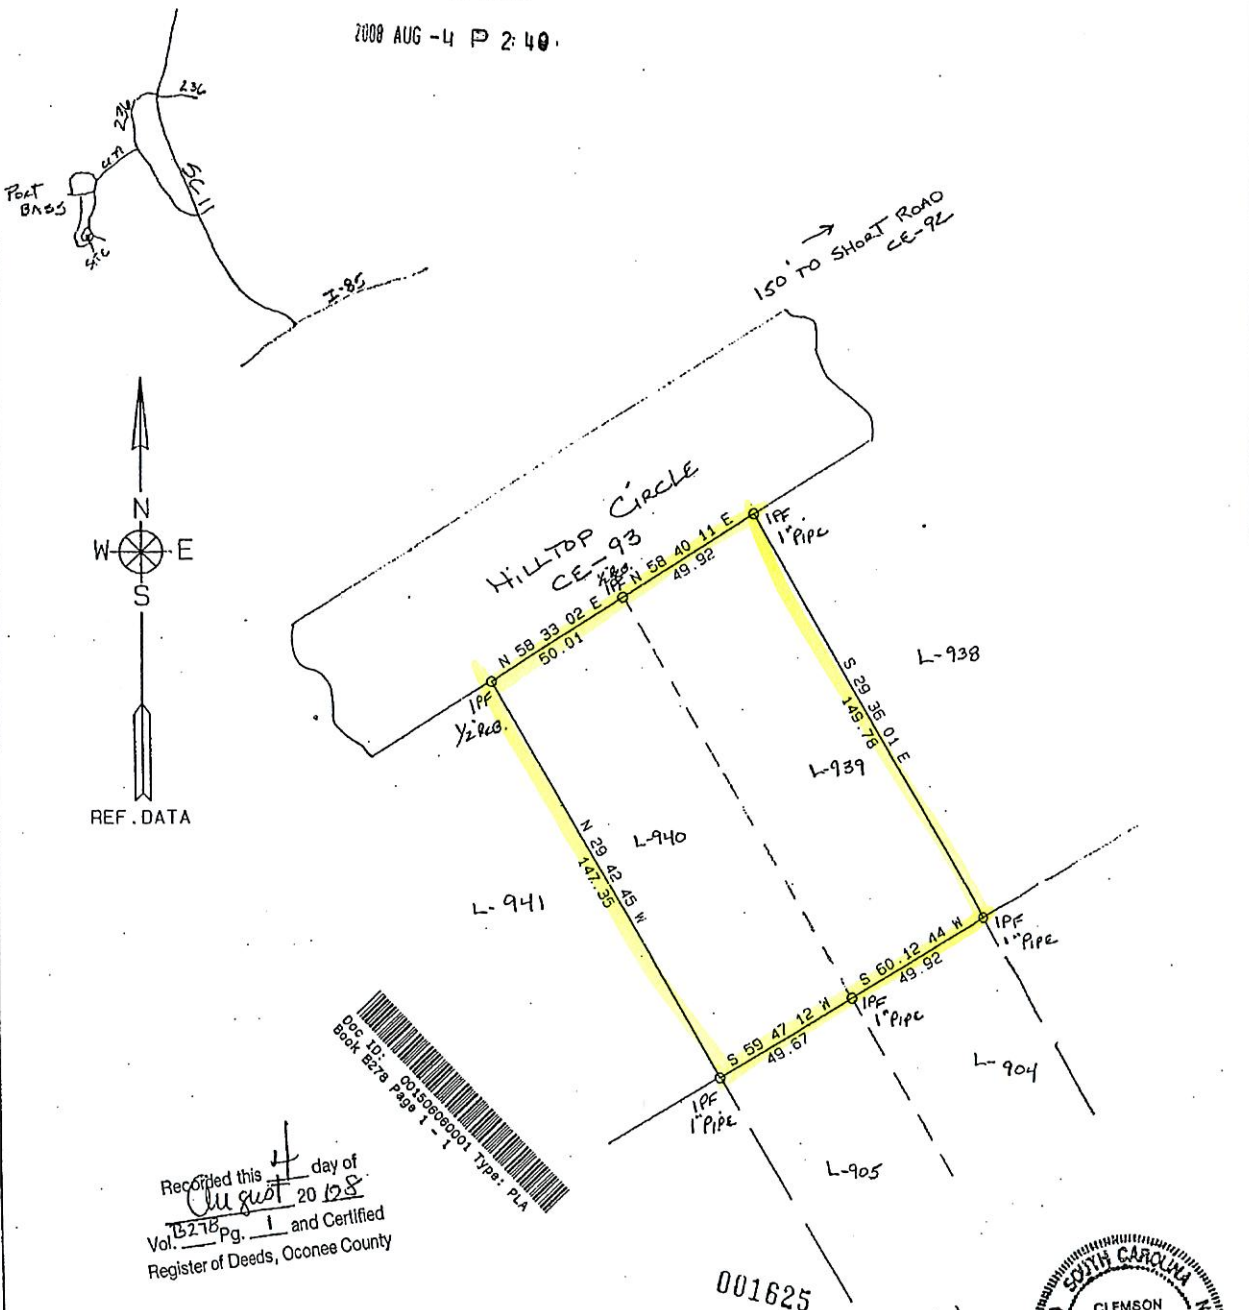 2008 AUG -4 P 2:40
236
236
SC 11
PORT
BASS
SITE
I-85
150' TO SHORT ROAD
CE-92
N
W E
S
REF.DATA
HILLTOP CIRCLE
CE-93
N 58 33 02 E
50.01
IPF
N 58 40 11 E
49.92
IPF
1" PIPE
IPF
1/2" REB.
S 29 36 01 E
149.78
L-938
L-939
L-940
N 29 42 45 W
147.35
L-941
S 60 12 44 W
49.92
IPF
1" PIPE
S 59 47 12 W
49.67
IPF
1" PIPE
IPF
1" PIPE
L-904
L-905
Doc ID: 001506060001 Type: PLA
Book B278 Page 1 - 1
Recorded this 4 day of
August 2008
Vol. B278 Pg. 1 and Certified
Register of Deeds, Oconee County
001625
SOUTH CAROLINA
CLEMSON